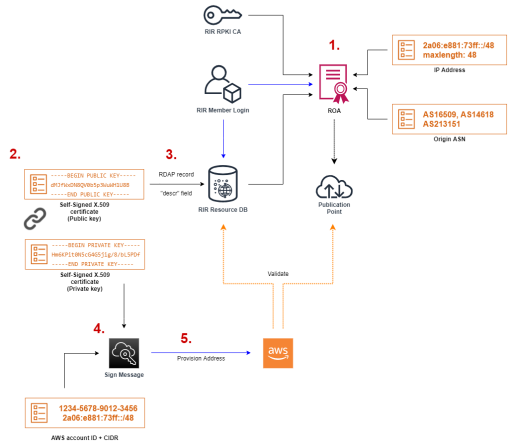 RIR RPKI CA
1.
2a06:e881:73ff::/48
maxlength: 48
IP Address
RIR Member Login
ROA
AS16509, AS14618
AS213151
Origin ASN
2.
3.
-----BEGIN PUBLIC KEY-----
-----END PUBLIC KEY-----
RDAP record
"descr" field
Self-Signed X.509
certificate
(Public key)
RIR Resource DB
Publication
Point
-----BEGIN PRIVATE KEY-----
-----END PRIVATE KEY-----
Self-Signed X.509
certificate
(Private key)
Validate
4.
5.
aws
Provision Address
Sign Message
1234-5678-9012-3456
2a06:e881:73ff::/48
AWS account ID + CIDR